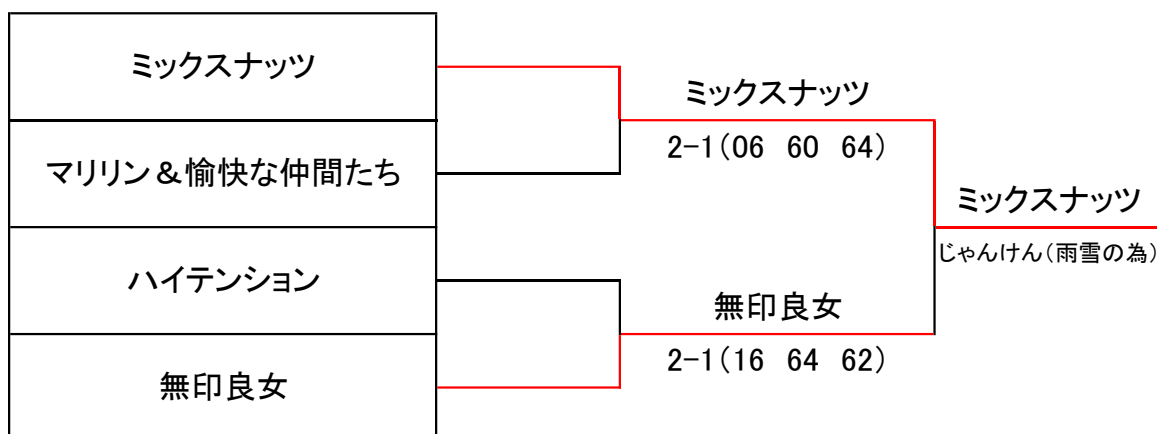 ミックスナッツ
マリリン＆愉快な仲間たち
ハイテンション
無印良女
ミックスナッツ
2-1(06 60 64)
無印良女
2-1(16 64 62)
ミックスナッツ
じゃんけん(雨雪の為)